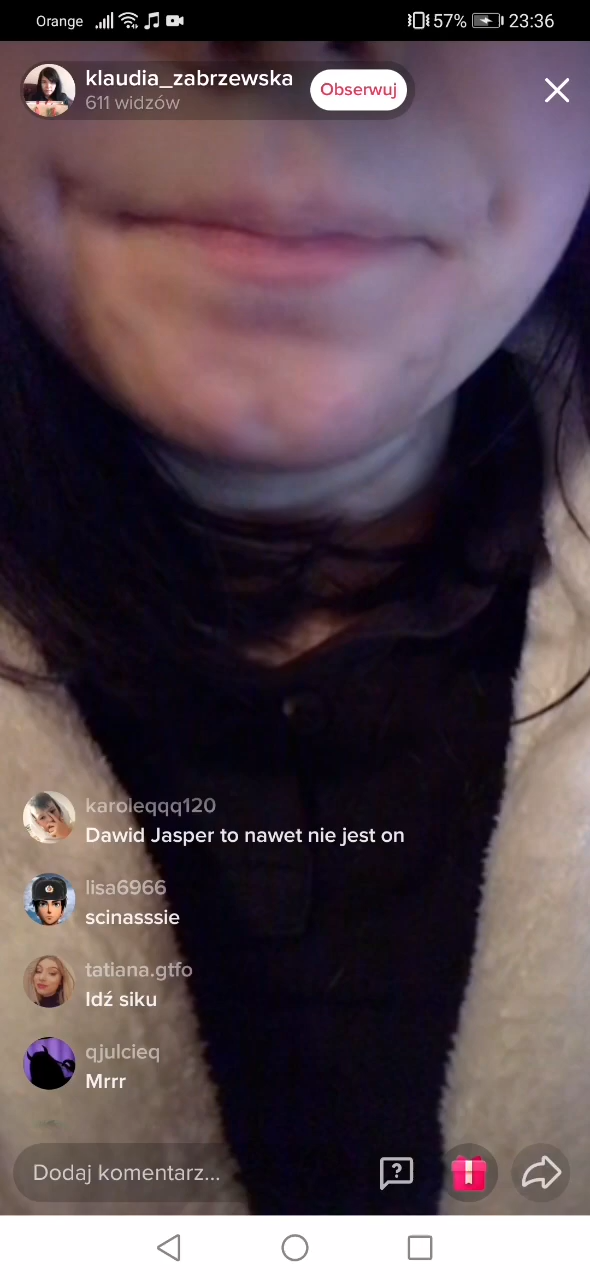 Orange 57% 23:36
klaudia_zabrzewska
611 widzów
Obserwuj
karoleqqq120
Dawid Jasper to nawet nie jest on
lisa6966
scinasssie
tatiana.gtfo
Idź siku
qjulcieq
Mrrr
Dodaj komentarz...